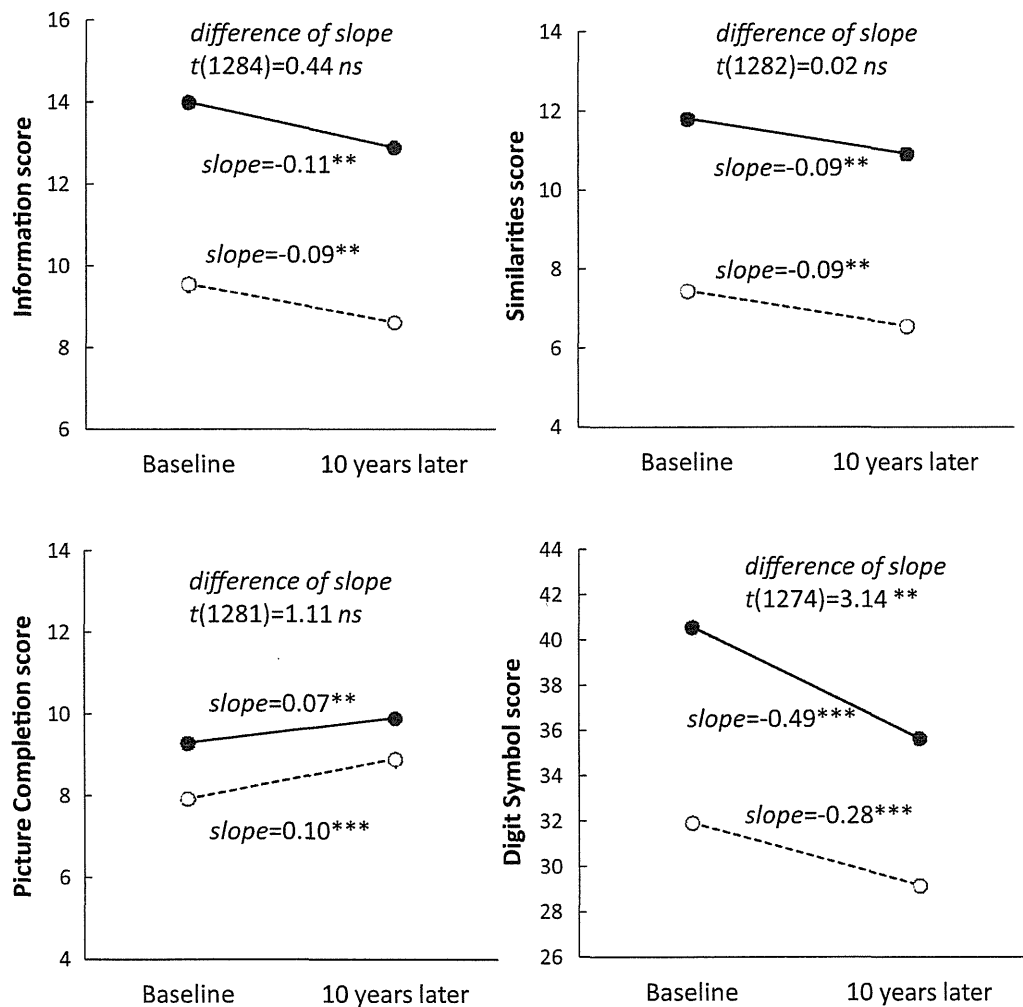 16
14
12
10
8
6
Information score
difference of slope
t(1284)=0.44 ns
slope=-0.11**
slope=-0.09**
Baseline 10 years later
14
12
10
8
6
4
Similarities score
difference of slope
t(1282)=0.02 ns
slope=-0.09**
slope=-0.09**
Baseline 10 years later
14
12
10
8
6
4
Picture Completion score
difference of slope
t(1281)=1.11 ns
slope=0.07**
slope=0.10***
Baseline 10 years later
44
42
40
38
36
34
32
30
28
26
Digit Symbol score
difference of slope
t(1274)=3.14 **
slope=-0.49***
slope=-0.28***
Baseline 10 years later